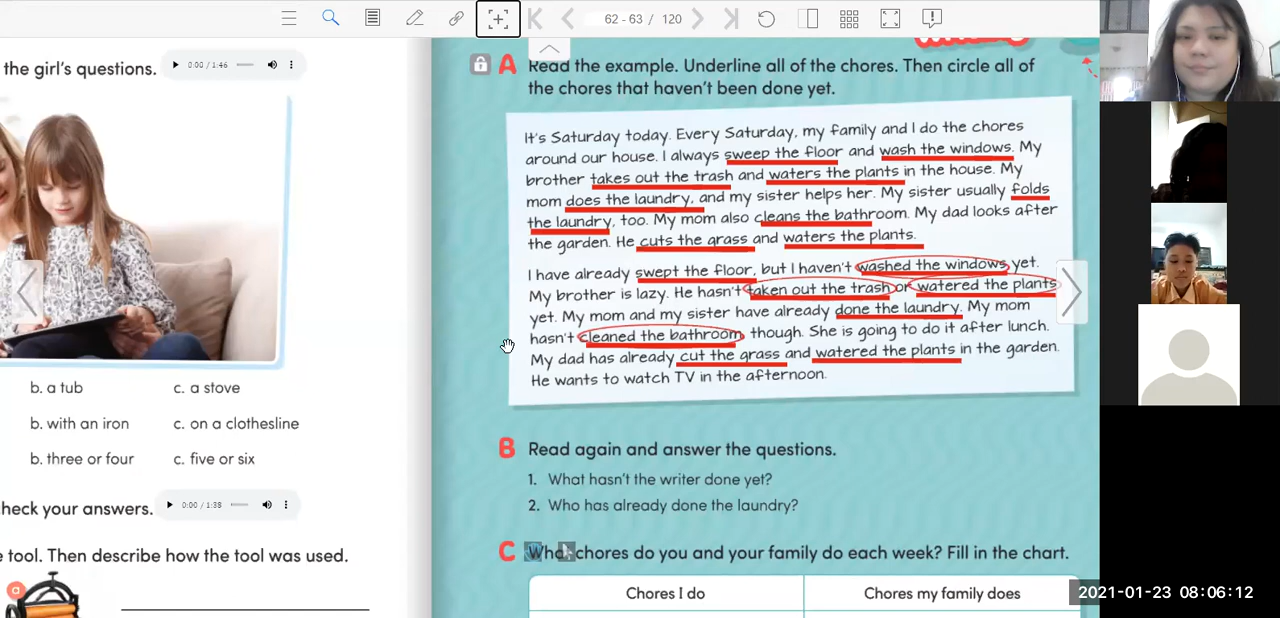 62 - 63 / 120
the girl's questions.
0:00 / 1:46
b. a tub
c. a stove
b. with an iron
c. on a clothesline
b. three or four
c. five or six
check your answers.
0:00 / 1:38
tool. Then describe how the tool was used.
a
A Read the example. Underline all of the chores. Then circle all of
the chores that haven't been done yet.
It's Saturday today. Every Saturday, my family and I do the chores
around our house. I always sweep the floor and wash the windows. My
brother takes out the trash and waters the plants in the house. My
mom does the laundry, and my sister helps her. My sister usually folds
the laundry, too. My mom also cleans the bathroom. My dad looks after
the garden. He cuts the grass and waters the plants.
I have already swept the floor, but I haven't washed the windows yet.
My brother is lazy. He hasn't taken out the trash or watered the plants
yet. My mom and my sister have already done the laundry. My mom
hasn't cleaned the bathroom, though. She is going to do it after lunch.
My dad has already cut the grass and watered the plants in the garden.
He wants to watch TV in the afternoon.
B Read again and answer the questions.
1. What hasn't the writer done yet?
2. Who has already done the laundry?
C What chores do you and your family do each week? Fill in the chart.
Chores I do
Chores my family does
2021-01-23 08:06:12